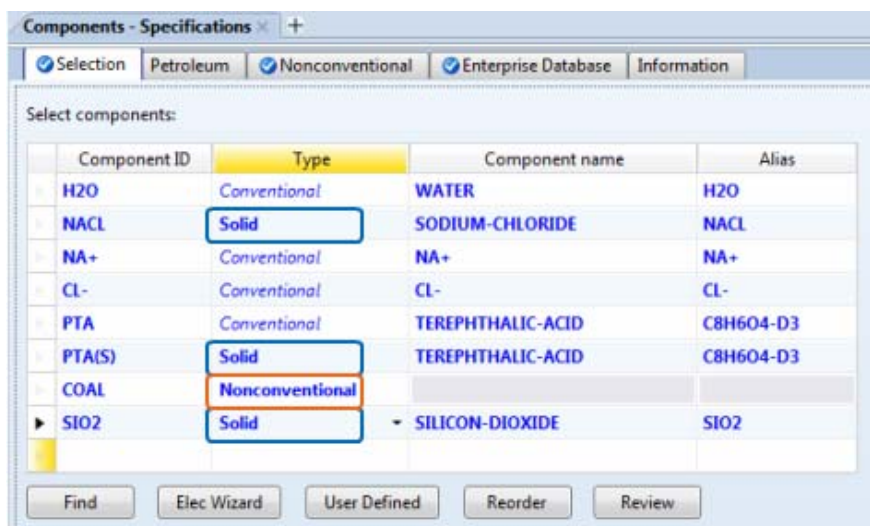 Components - Specifications × +
Selection Petroleum Nonconventional Enterprise Database Information
Select components:
Component ID Type Component name Alias
H2O Conventional WATER H2O
NACL Solid SODIUM-CHLORIDE NACL
NA+ Conventional NA+ NA+
CL- Conventional CL- CL-
PTA Conventional TEREPHTHALIC-ACID C8H6O4-D3
PTA(S) Solid TEREPHTHALIC-ACID C8H6O4-D3
COAL Nonconventional
SIO2 Solid SILICON-DIOXIDE SIO2
Find Elec Wizard User Defined Reorder Review